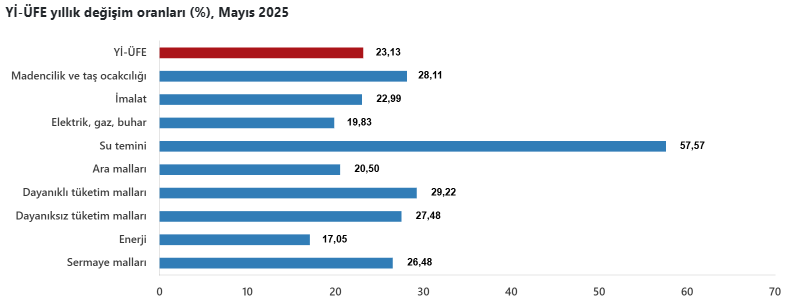 Yİ-ÜFE yıllık değişim oranları (%), Mayıs 2025
Yİ-ÜFE 23,13
Madencilik ve taş ocakcılığı 28,11
İmalat 22,99
Elektrik, gaz, buhar 19,83
Su temini 57,57
Ara malları 20,50
Dayanıklı tüketim malları 29,22
Dayanıksız tüketim malları 27,48
Enerji 17,05
Sermaye malları 26,48
0 10 20 30 40 50 60 70